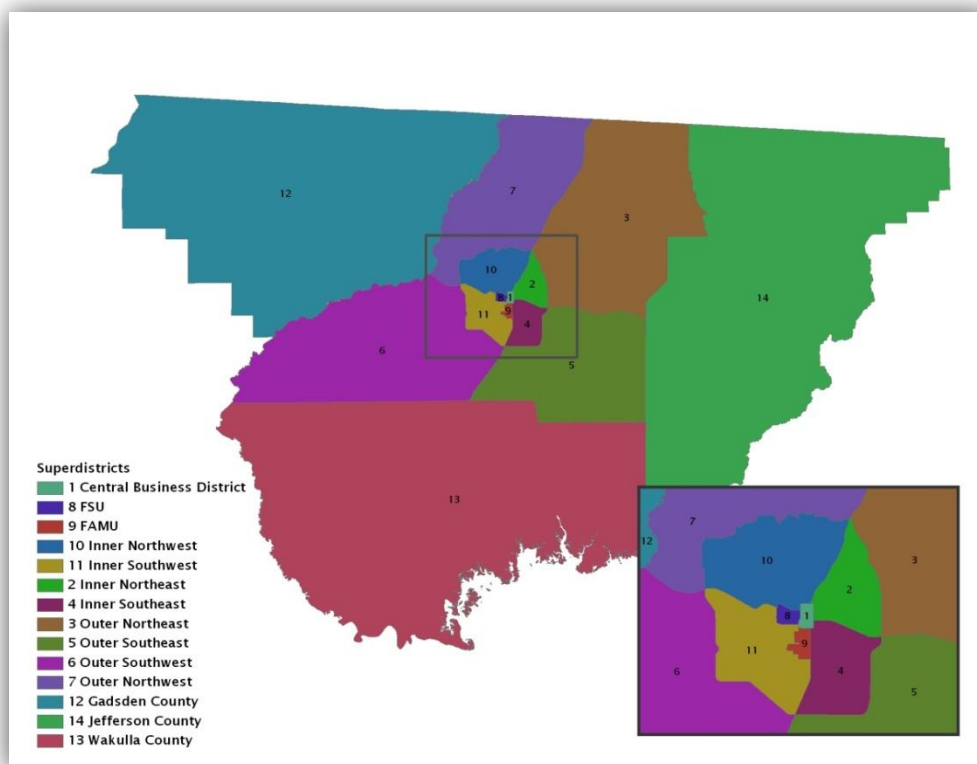 12
7
3
10
2
8
1
14
9
11
4
6
5
13
Superdistricts
1 Central Business District
8 FSU
9 FAMU
10 Inner Northwest
11 Inner Southwest
2 Inner Northeast
4 Inner Southeast
3 Outer Northeast
5 Outer Southeast
6 Outer Southwest
7 Outer Northwest
12 Gadsden County
14 Jefferson County
13 Wakulla County
7
12
10
3
2
8
1
9
11
6
4
5